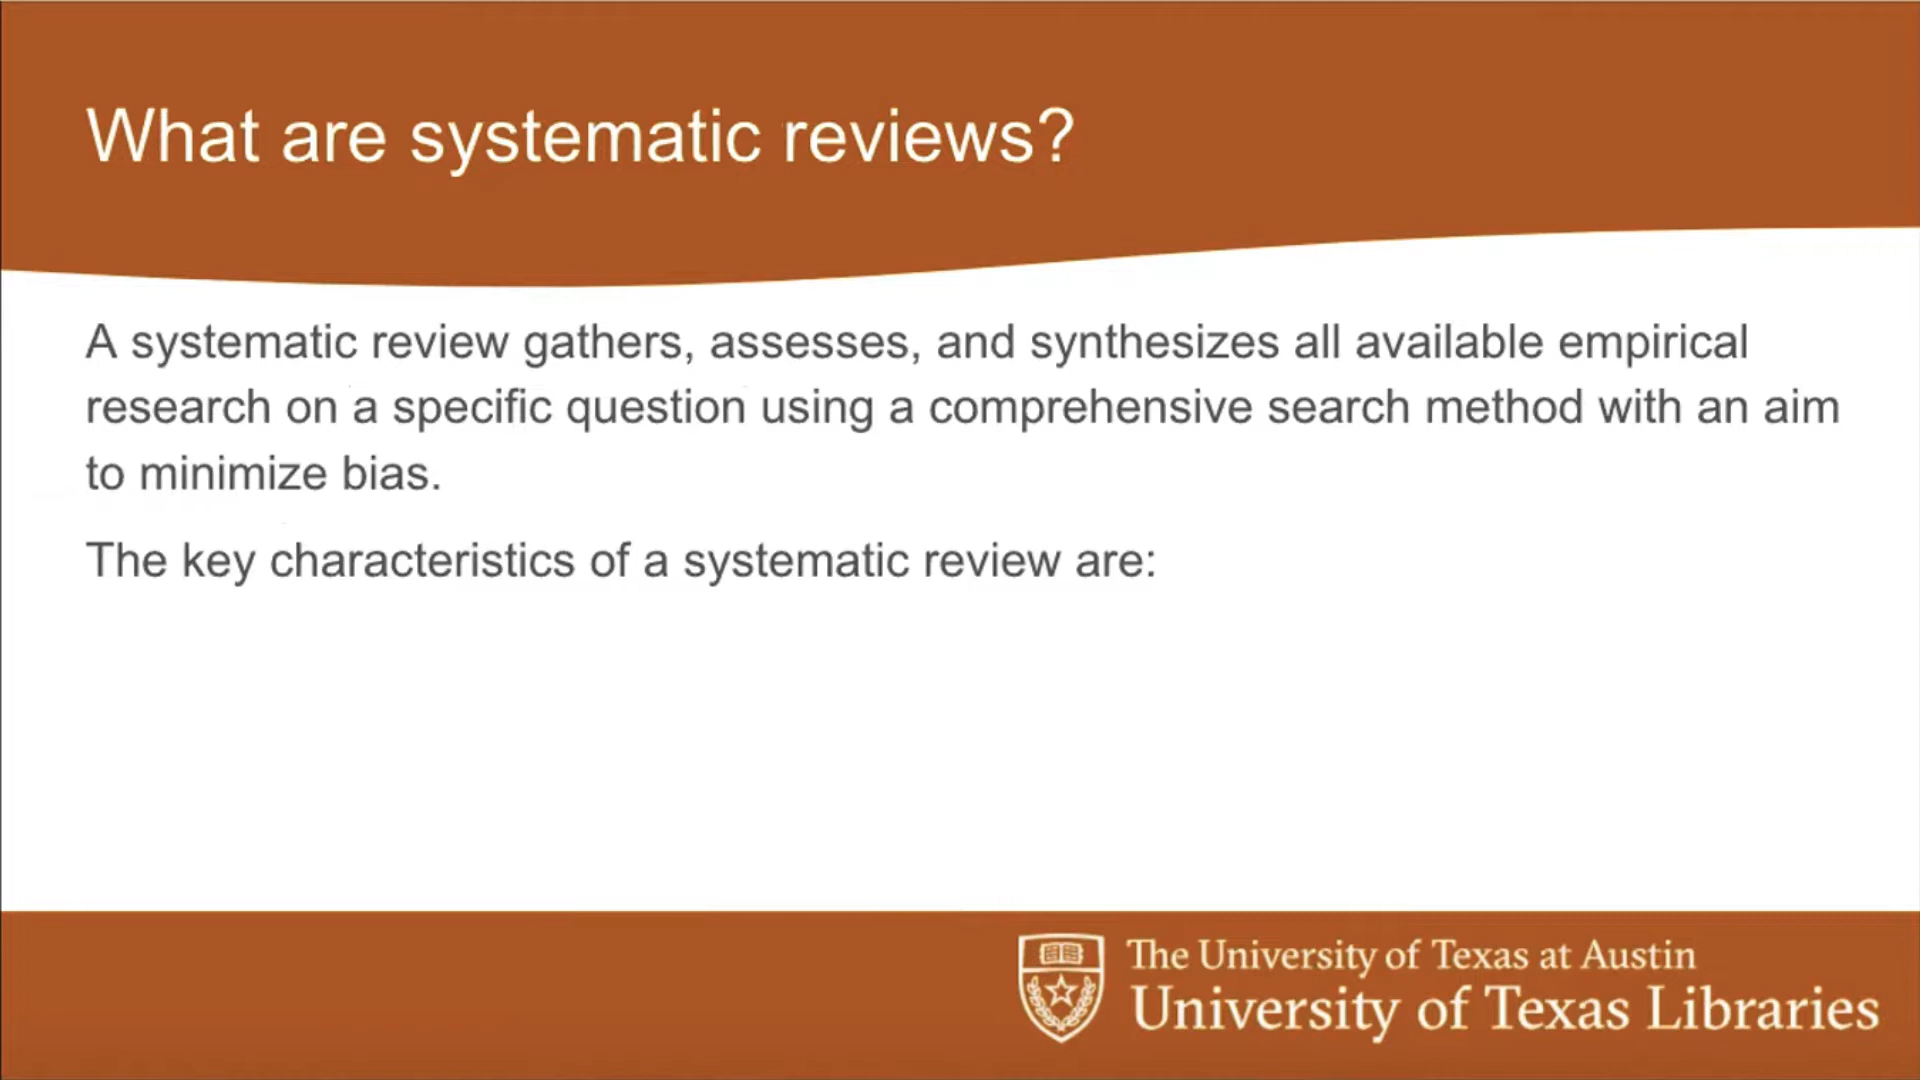 What are systematic reviews?
A systematic review gathers, assesses, and synthesizes all available empirical
research on a specific question using a comprehensive search method with an aim
to minimize bias.
The key characteristics of a systematic review are:
The University of Texas at Austin
University of Texas Libraries